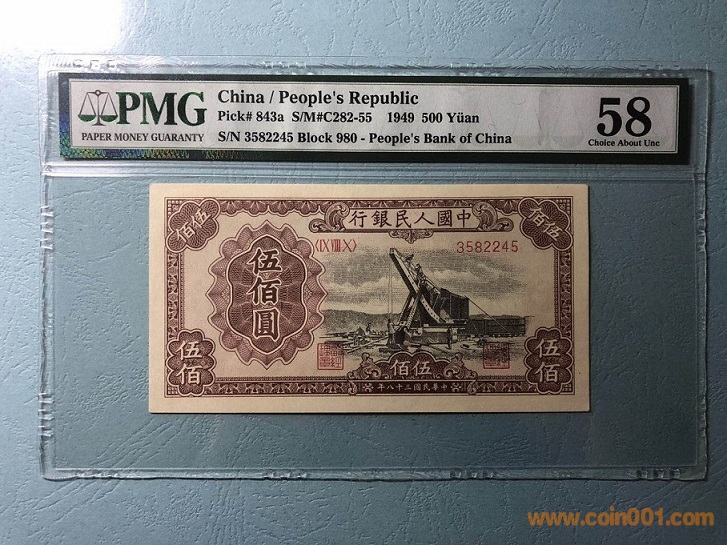 PMG
PAPER MONEY GUARANTY
China / People's Republic
Pick# 843a S/M#C282-55 1949 500 Yüan
S/N 3582245 Block 980 - People's Bank of China
58
Choice About Unc
行銀民人國中
佰伍
佰伍
〈IX VIII X〉
3582245
伍佰圓
伍佰
佰伍
伍佰
年八十三國民華中
www.coin001.com